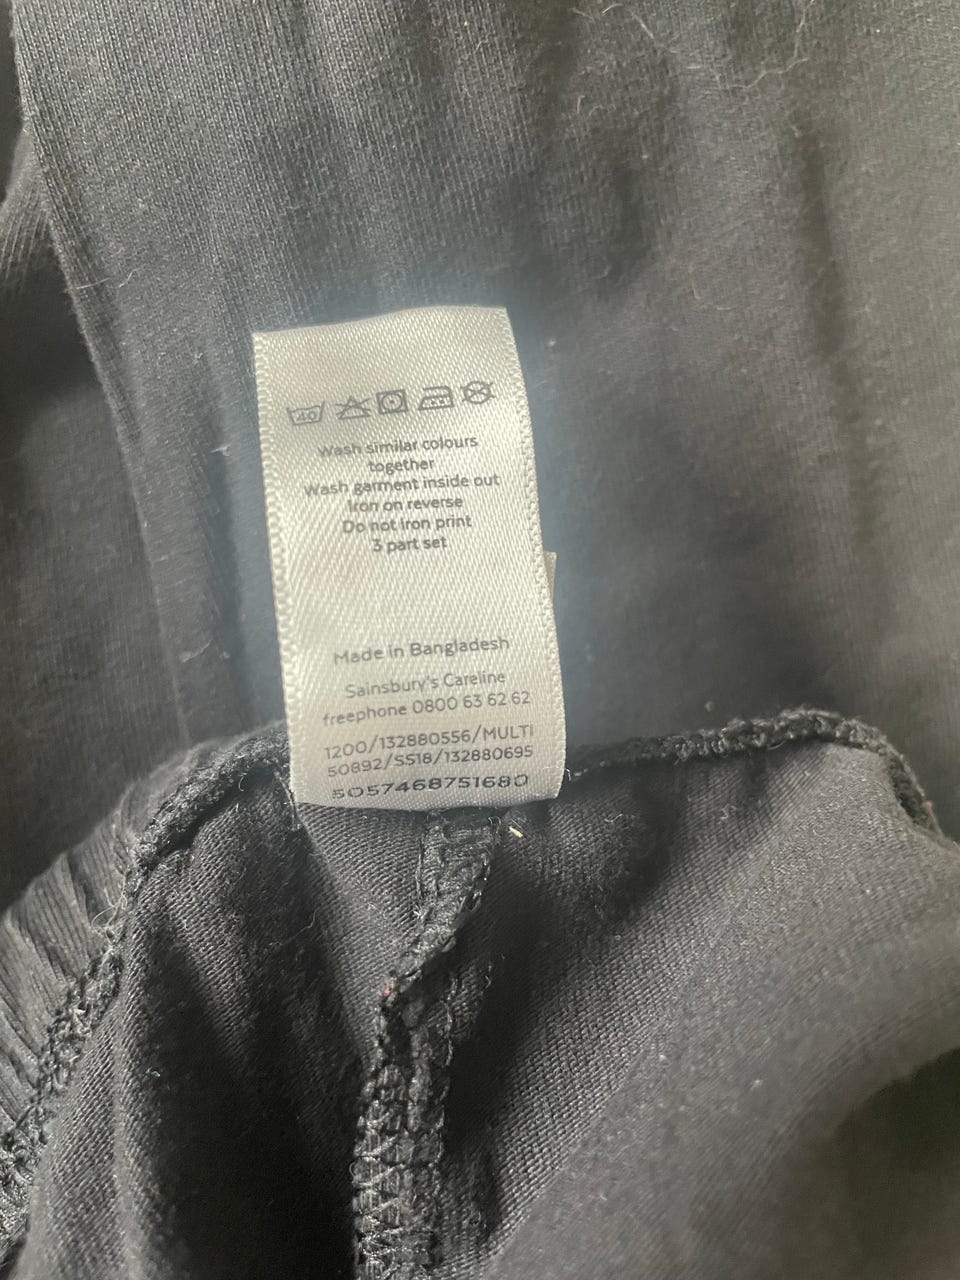 40
Wash similar colours
together
Wash garment inside out
Iron on reverse
Do not iron print
3 part set
Made in Bangladesh
Sainsbury's Careline
freephone 0800 63 62 62
1200/132880556/MULTI
50892/SS18/132880695
5057468751680